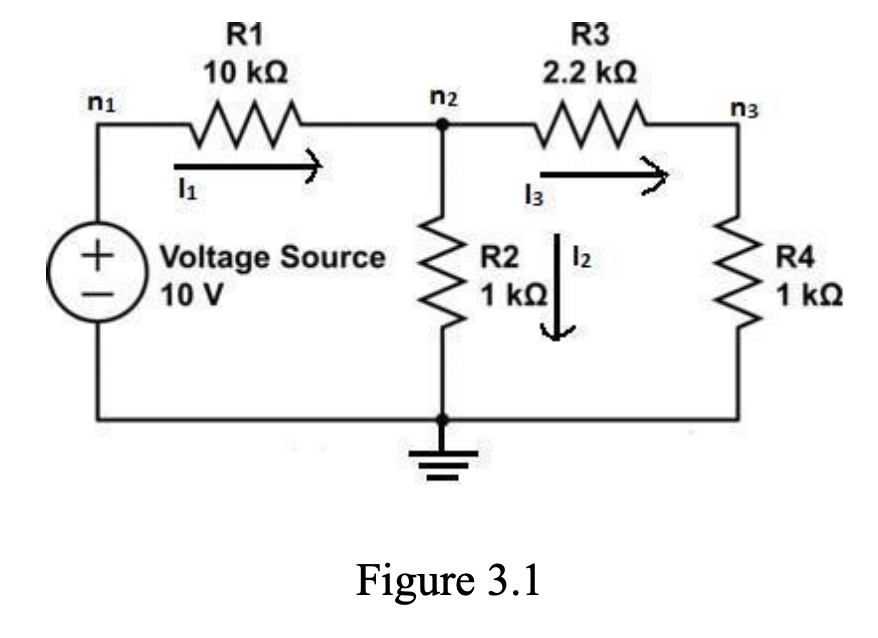 R1
10 kΩ
R3
2.2 kΩ
n1
n2
n3
I1
I3
Voltage Source
10 V
R2
1 kΩ
I2
R4
1 kΩ
Figure 3.1